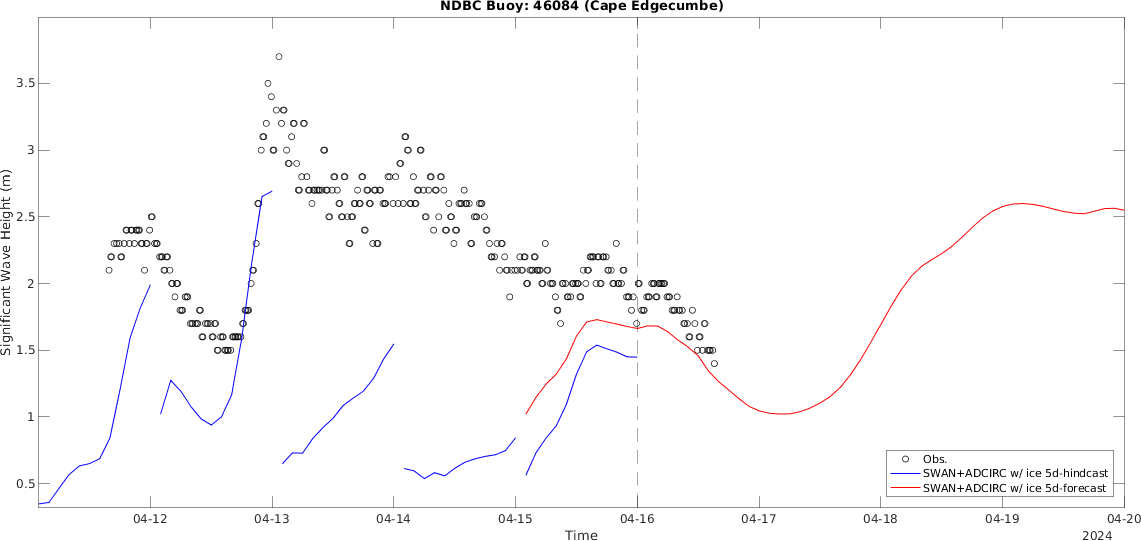 NDBC Buoy: 46084 (Cape Edgecumbe)
3.5
3
2.5
2
1.5
1
0.5
Significant Wave Height (m)
Obs.
SWAN+ADCIRC w/ ice 5d-hindcast
SWAN+ADCIRC w/ ice 5d-forecast
04-12 04-13 04-14 04-15 04-16 04-17 04-18 04-19 04-20
Time
2024